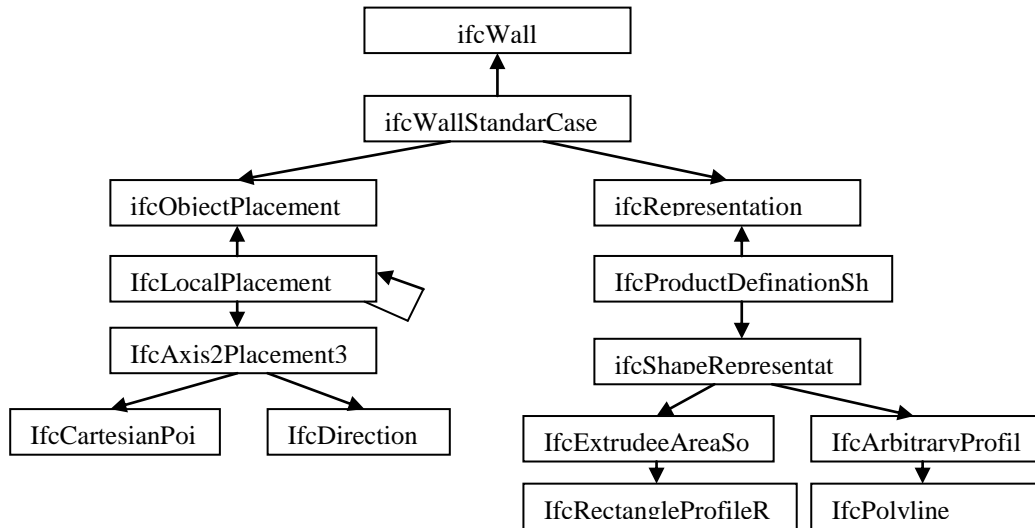 ifcWall
ifcWallStandarCase
ifcObjectPlacement
ifcRepresentation
IfcLocalPlacement
IfcProductDefinationSh
IfcAxis2Placement3
ifcShapeRepresentat
IfcCartesianPoi
IfcDirection
IfcExtrudeeAreaSo
IfcArbitraryProfil
IfcRectangleProfileR
IfcPolyline